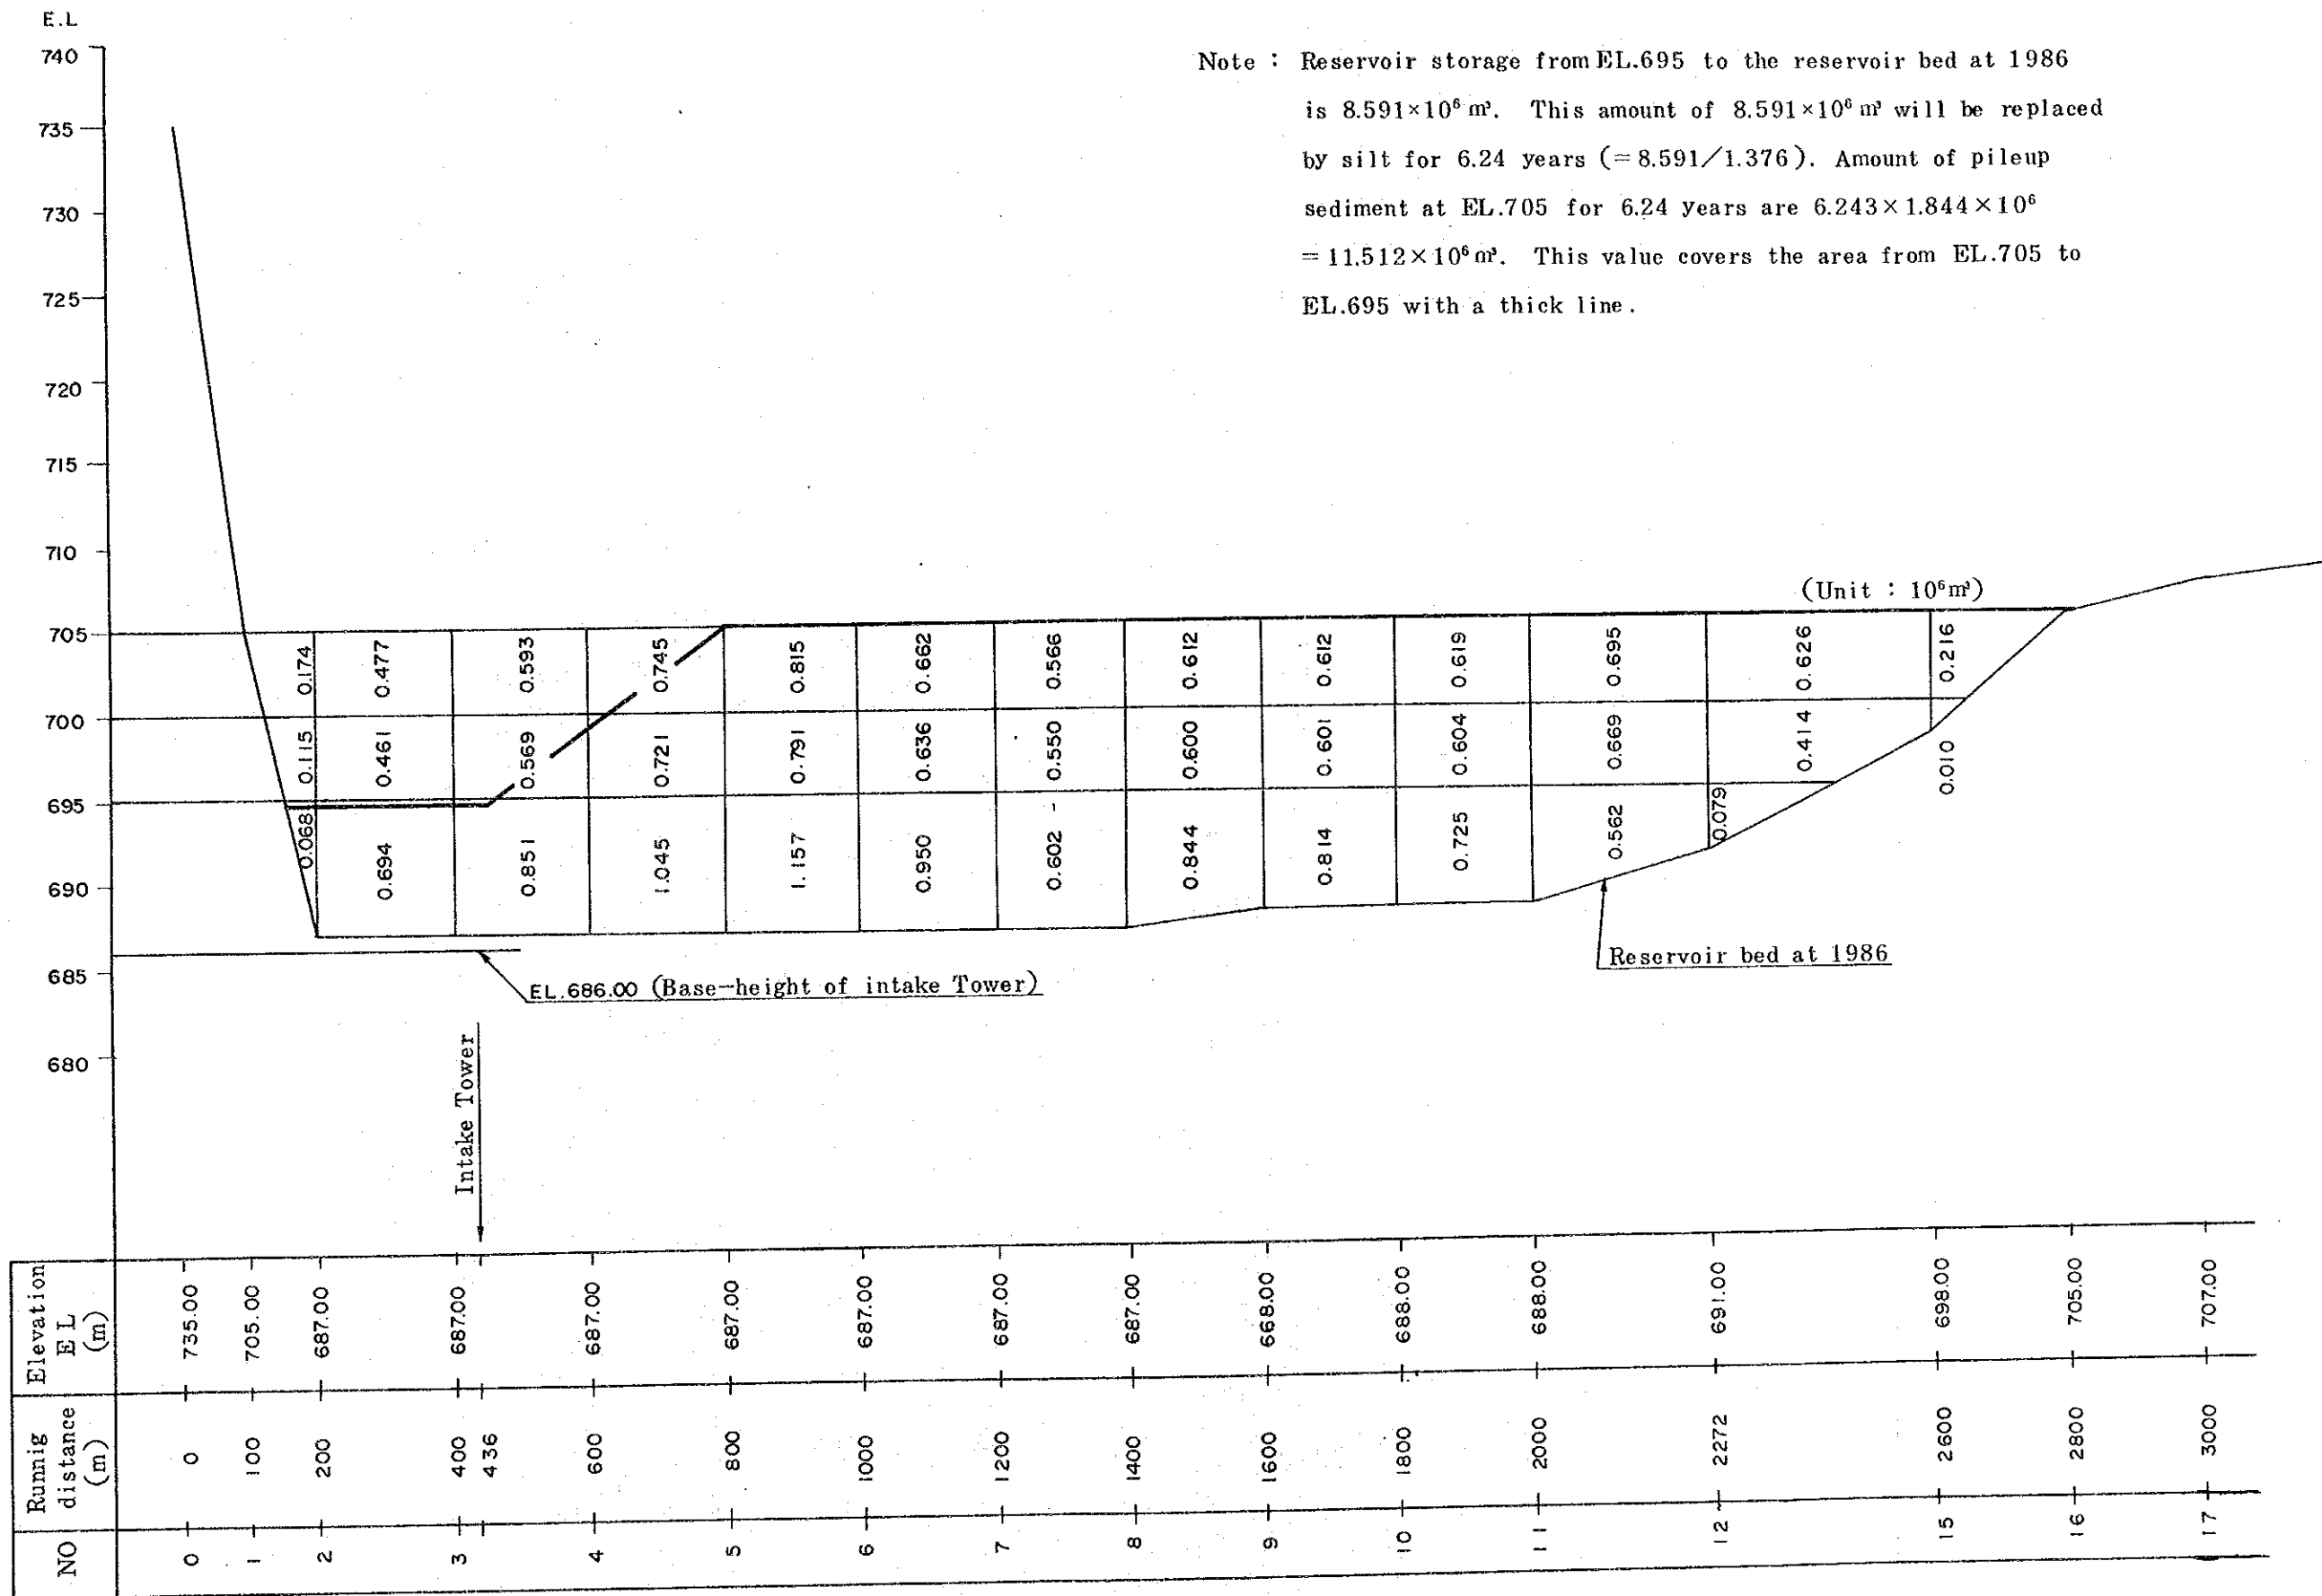 E.L
740
735
730
725
720
715
710
705
700
695
690
685
680
Note : Reservoir storage from EL.695 to the reservoir bed at 1986
is 8.591×10⁶ m³. This amount of 8.591×10⁶ m³ will be replaced
by silt for 6.24 years (=8.591/1.376). Amount of pileup
sediment at EL.705 for 6.24 years are 6.243×1.844×10⁶
=11.512×10⁶ m³. This value covers the area from EL.705 to
EL.695 with a thick line.
(Unit : 10⁶ m³)
0.174 0.477 0.593 0.745 0.815 0.662 0.566 0.612 0.612 0.619 0.695 0.626 0.216
0.115 0.461 0.569 0.721 0.791 0.636 0.550 0.600 0.601 0.604 0.669 0.414 0.010
0.068 0.694 0.851 1.045 1.157 0.950 0.602 0.844 0.814 0.725 0.562 0.079
Reservoir bed at 1986
EL.686.00 (Base-height of intake Tower)
Intake Tower
Elevation
EL
(m)
735.00 705.00 687.00 687.00 687.00 687.00 687.00 687.00 687.00 668.00 688.00 688.00 691.00 698.00 705.00 707.00
Runnig
distance
(m)
0 100 200 400 436 600 800 1000 1200 1400 1600 1800 2000 2272 2600 2800 3000
NO 0 1 2 3 4 5 6 7 8 9 10 11 12 15 16 17